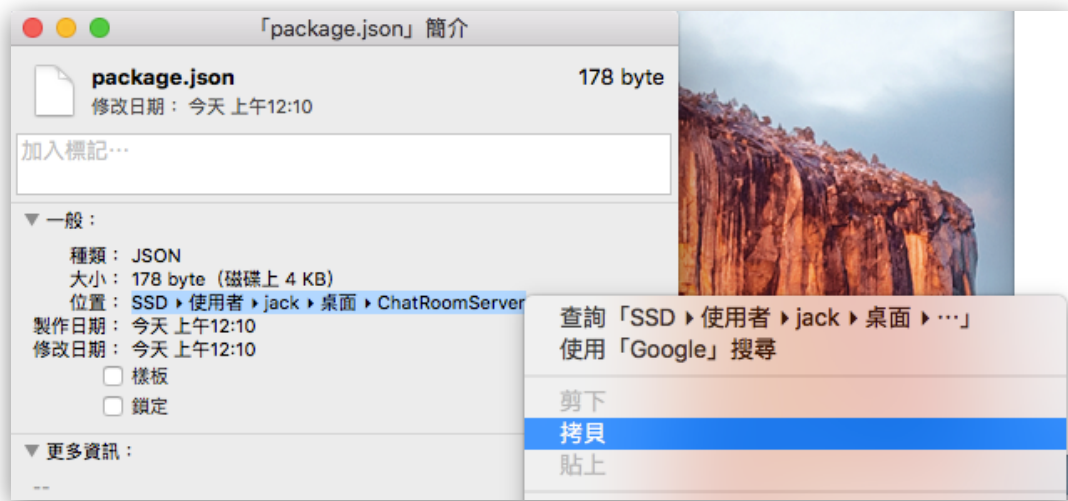 「package.json」簡介
package.json
178 byte
修改日期： 今天 上午12:10
加入標記⋯
一般：
種類： JSON
大小： 178 byte（磁碟上 4 KB）
位置： SSD ▸ 使用者 ▸ jack ▸ 桌面 ▸ ChatRoomServer
製作日期： 今天 上午12:10
修改日期： 今天 上午12:10
樣板
鎖定
更多資訊：
--
查詢「SSD ▸ 使用者 ▸ jack ▸ 桌面 ▸ ⋯」
使用「Google」搜尋
剪下
拷貝
貼上